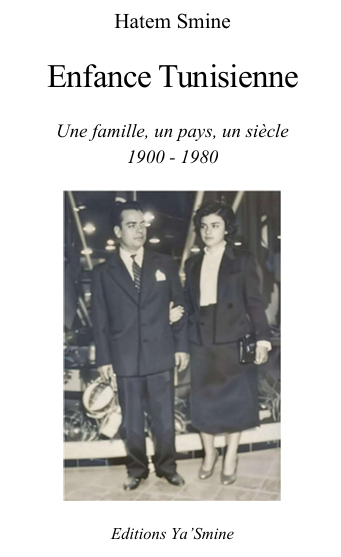 Hatem Smine
Enfance Tunisienne
Une famille, un pays, un siècle
1900 - 1980
Editions Ya'Smine